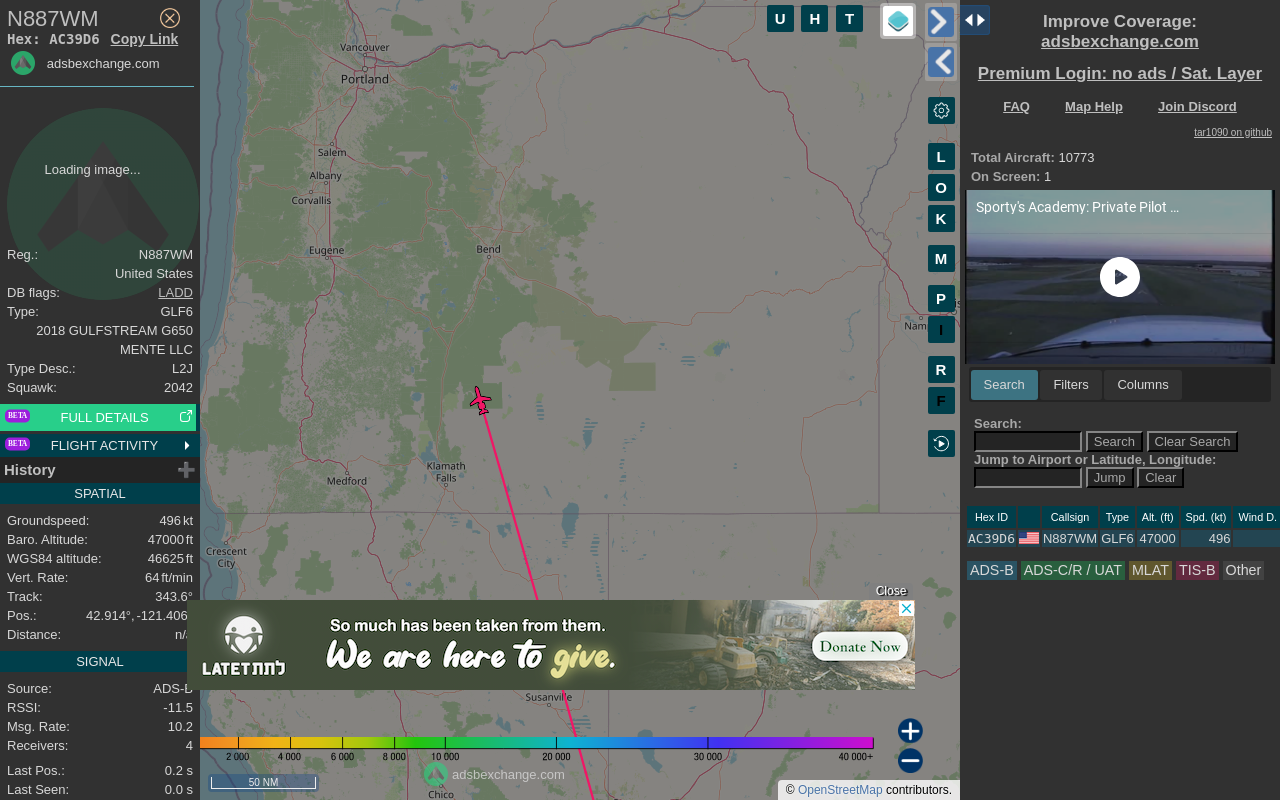 N887WM
Hex: AC39D6 Copy Link
adsbexchange.com
Loading image...
Reg.: N887WM
United States
DB flags: LADD
Type: GLF6
2018 GULFSTREAM G650
MENTE LLC
Type Desc.: L2J
Squawk: 2042
BETA FULL DETAILS
BETA FLIGHT ACTIVITY
History
SPATIAL
Groundspeed: 496 kt
Baro. Altitude: 47000 ft
WGS84 altitude: 46625 ft
Vert. Rate: 64 ft/min
Track: 343.6°
Pos.: 42.914°, -121.406
Distance: n/a
SIGNAL
Source: ADS-B
RSSI: -11.5
Msg. Rate: 10.2
Receivers: 4
Last Pos.: 0.2 s
Last Seen: 0.0 s
U H T
Vancouver
Portland
Salem
Albany
Corvallis
Eugene
Bend
Klamath
Falls
Medford
Crescent
City
Susanville
Chico
L
O
K
M
P
I
R
F
Close
LATET לתת
So much has been taken from them.
We are here to give.
Donate Now
2 000 4 000 6 000 8 000 10 000 20 000 30 000 40 000+
adsbexchange.com
50 NM
© OpenStreetMap contributors.
Improve Coverage:
adsbexchange.com
Premium Login: no ads / Sat. Layer
FAQ Map Help Join Discord
tar1090 on github
Total Aircraft: 10773
On Screen: 1
Sporty's Academy: Private Pilot ...
Search Filters Columns
Search:
Search Clear Search
Jump to Airport or Latitude, Longitude:
Jump Clear
Hex ID Callsign Type Alt. (ft) Spd. (kt) Wind D.
AC39D6 N887WM GLF6 47000 496
ADS-B ADS-C/R / UAT MLAT TIS-B Other